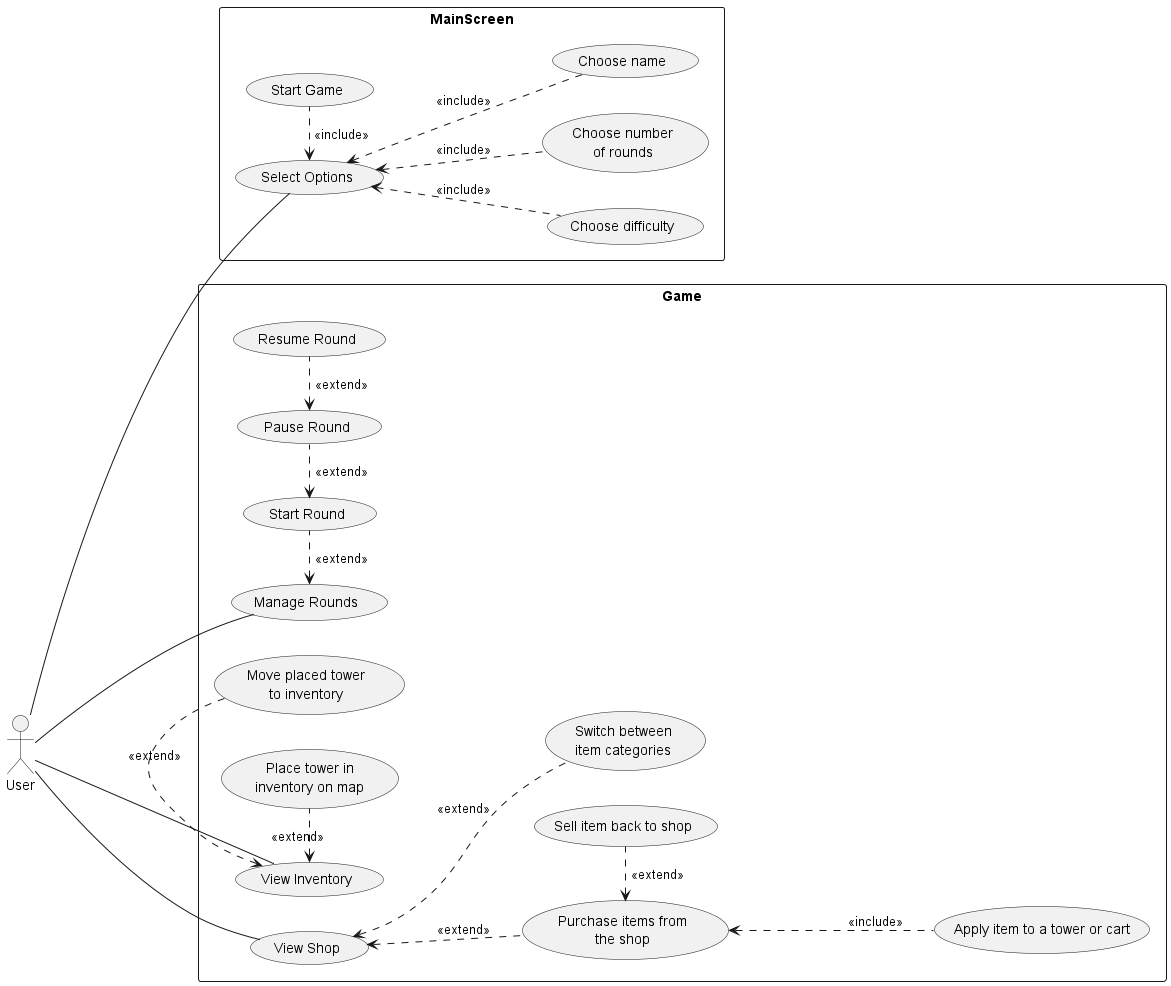 MainScreen
Choose name
Start Game
«include»
Choose number
of rounds
«include»
«include»
Select Options
«include»
Choose difficulty
Game
Resume Round
«extend»
Pause Round
«extend»
Start Round
«extend»
Manage Rounds
Move placed tower
to inventory
Switch between
item categories
«extend»
Place tower in
inventory on map
User
«extend»
Sell item back to shop
«extend»
«extend»
View Inventory
Purchase items from
the shop
«extend»
«include»
Apply item to a tower or cart
View Shop